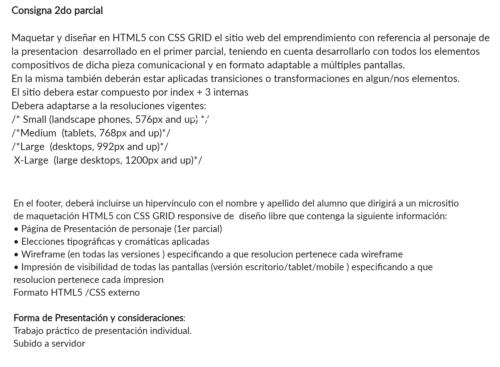 Consigna 2do parcial
Maquetar y diseñar en HTML5 con CSS GRID el sitio web del emprendimiento con referencia al personaje de
la presentacion  desarrollado en el primer parcial, teniendo en cuenta desarrollarlo con todos los elementos
compositivos de dicha pieza comunicacional y en formato adaptable a múltiples pantallas.
En la misma también deberán estar aplicadas transiciones o transformaciones en algun/nos elementos.
El sitio debera estar compuesto por index + 3 internas
Debera adaptarse a la resoluciones vigentes:
/* Small (landscape phones, 576px and up) */
/*Medium  (tablets, 768px and up)*/
/*Large  (desktops, 992px and up)*/
X-Large  (large desktops, 1200px and up)*/
En el footer, deberá incluirse un hipervínculo con el nombre y apellido del alumno que dirigirá a un micrositio
de maquetación HTML5 con CSS GRID responsive de  diseño libre que contenga la siguiente información:
• Página de Presentación de personaje (1er parcial)
• Elecciones tipográficas y cromáticas aplicadas
• Wireframe (en todas las versiones ) especificando a que resolucion pertenece cada wireframe
• Impresión de visibilidad de todas las pantallas (versión escritorio/tablet/mobile ) especificando a que
resolucion pertenece cada impresion
Formato HTML5 /CSS externo
Forma de Presentación y consideraciones:
Trabajo práctico de presentación individual.
Subido a servidor